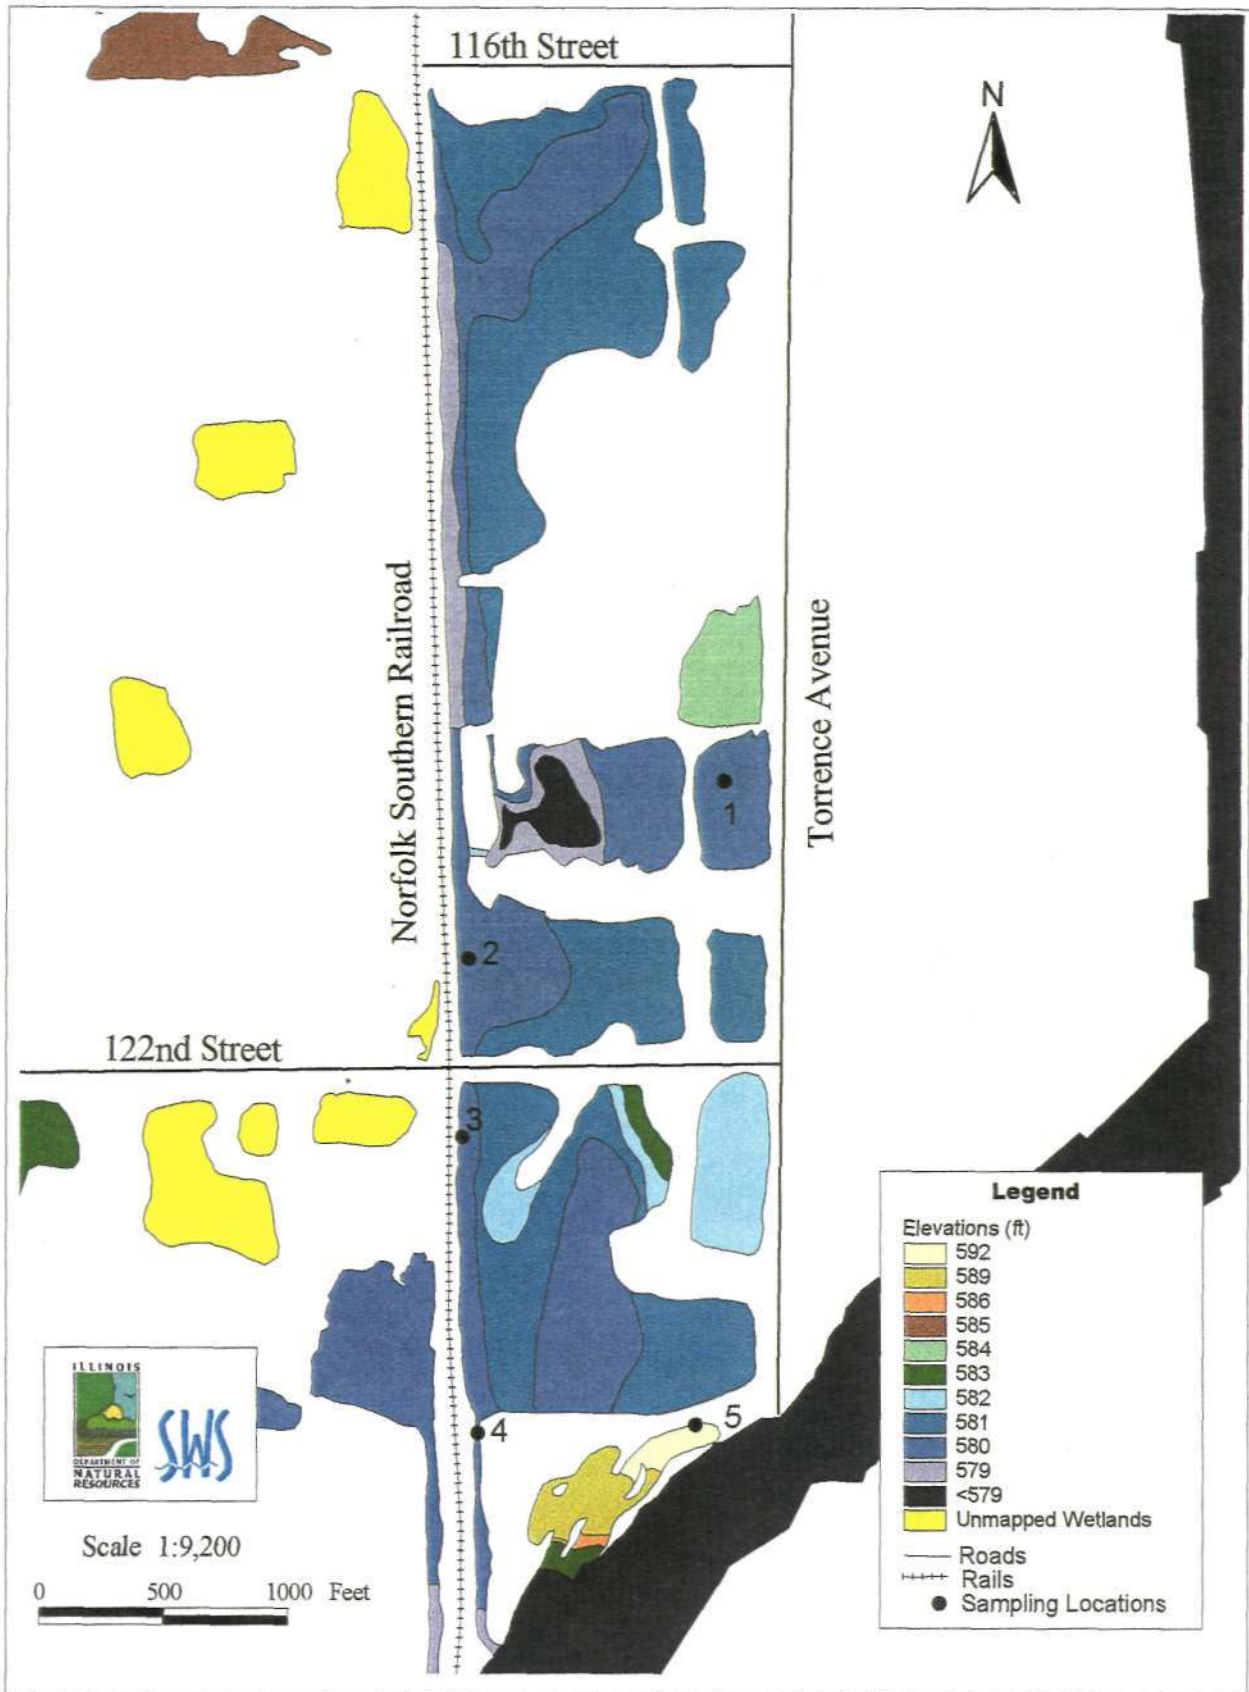 116th Street
N
Norfolk Southern Railroad
Torrence Avenue
1
2
122nd Street
3
4
5
Legend
Elevations (ft)
592
589
586
585
584
583
582
581
580
579
<579
Unmapped Wetlands
Roads
Rails
Sampling Locations
ILLINOIS
DEPARTMENT OF
NATURAL
RESOURCES
SWS
Scale 1:9,200
0 500 1000 Feet